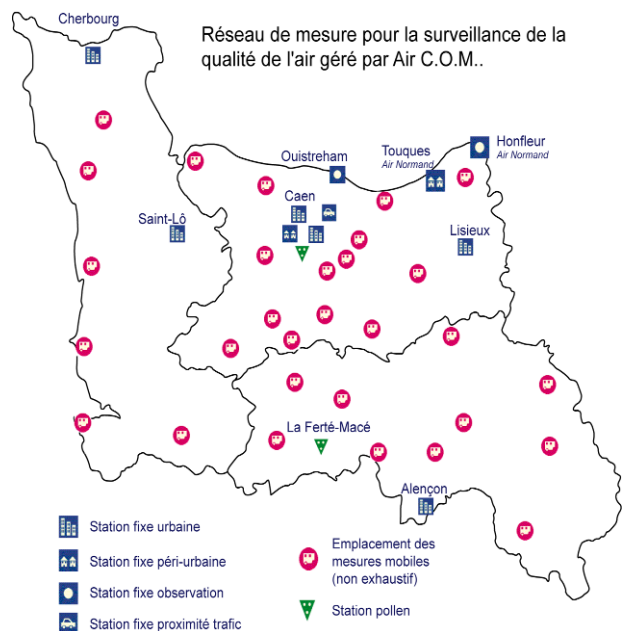 Cherbourg
Réseau de mesure pour la surveillance de la
qualité de l'air géré par Air C.O.M..
Ouistreham
Touques
Air Normand
Honfleur
Air Normand
Caen
Saint-Lô
Lisieux
La Ferté-Macé
Alençon
Station fixe urbaine
Station fixe péri-urbaine
Station fixe observation
Station fixe proximité trafic
Emplacement des
mesures mobiles
(non exhaustif)
Station pollen